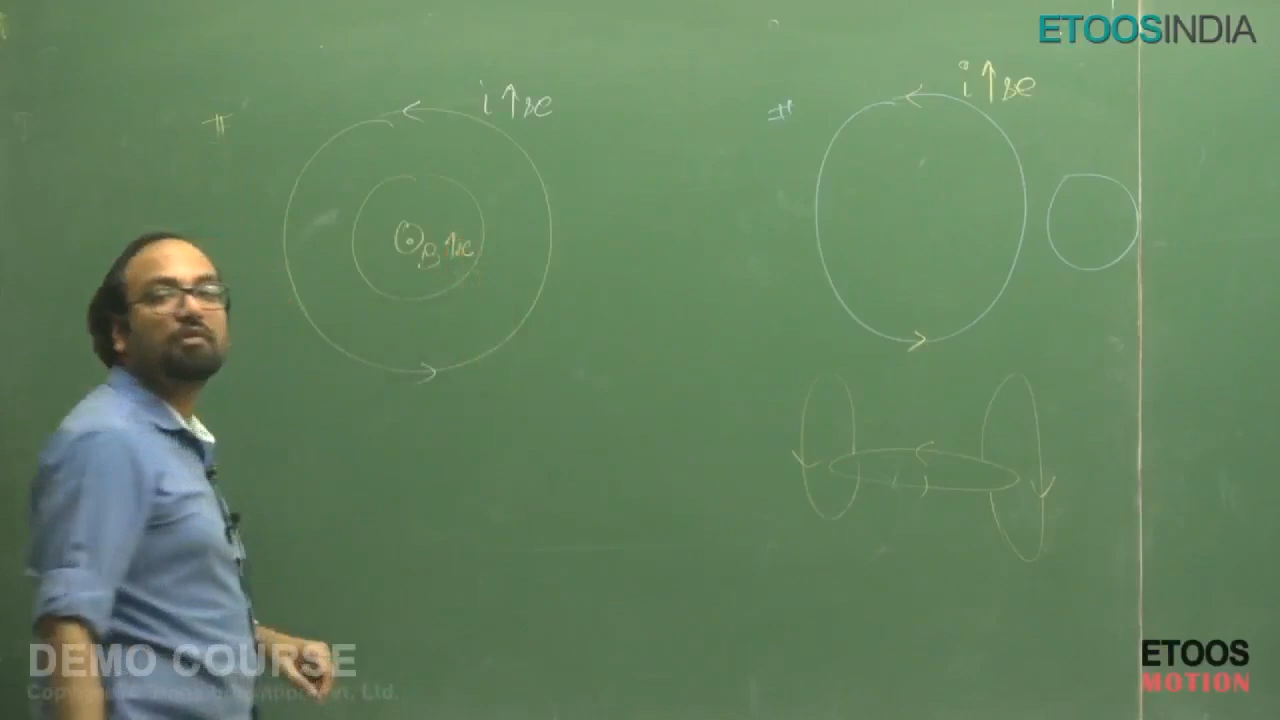 ETOOSINDIA
i ↑se
i ↑se
#
#
B ↑se
DEMO COURSE
ETOOS
MOTION